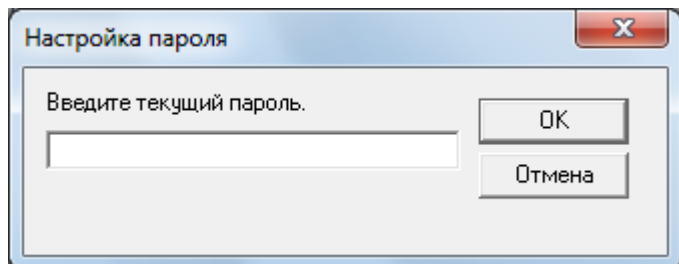 Настройка пароля
Введите текущий пароль.
OK
Отмена